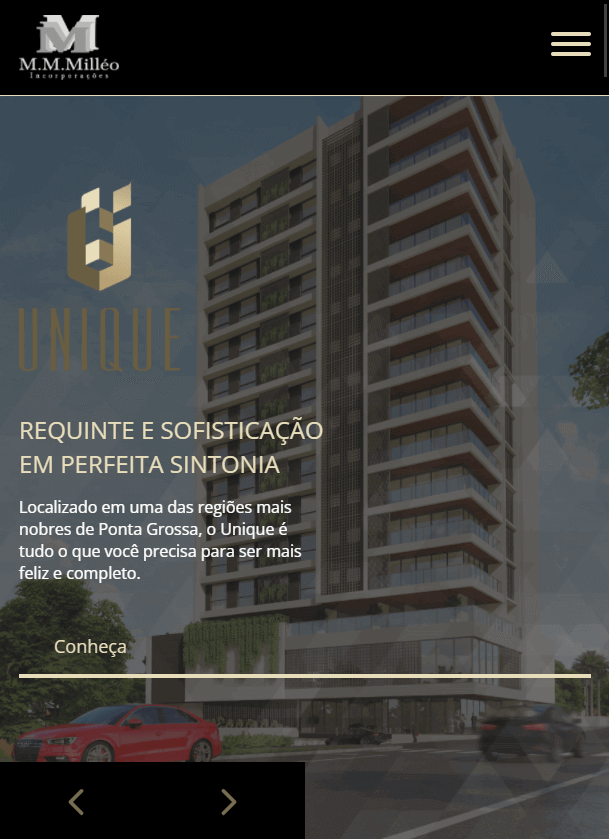 M.M.Milléo
Incorporações
UNIQUE
REQUINTE E SOFISTICAÇÃO
EM PERFEITA SINTONIA
Localizado em uma das regiões mais
nobres de Ponta Grossa, o Unique é
tudo o que você precisa para ser mais
feliz e completo.
Conheça